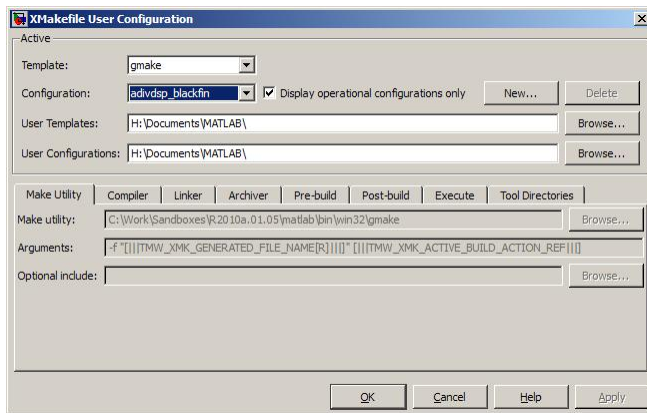 XMakefile User Configuration
Active
Template: gmake
Configuration: adivdsp_blackfin Display operational configurations only New... Delete
User Templates: H:\Documents\MATLAB\ Browse...
User Configurations: H:\Documents\MATLAB\ Browse...
Make Utility Compiler Linker Archiver Pre-build Post-build Execute Tool Directories
Make utility: C:\Work\Sandboxes\R2010a.01.05\matlab\bin\win32\gmake Browse...
Arguments: -f "[|||TMW_XMK_GENERATED_FILE_NAME[R]|||]" [|||TMW_XMK_ACTIVE_BUILD_ACTION_REF|||]
Optional include: Browse...
OK Cancel Help Apply